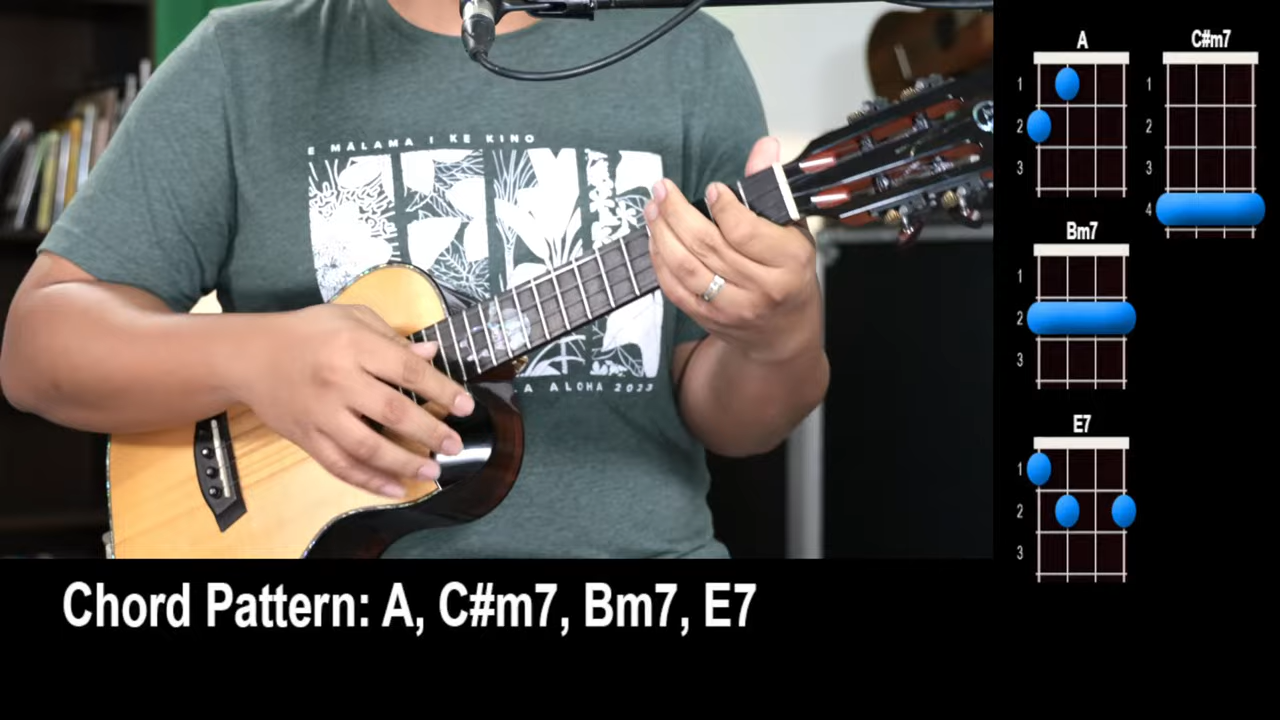 A
C#m7
1
2
3
1
2
3
4
Bm7
1
2
3
E7
1
2
3
E MALAMA I KE KINO
A ALOHA 2023
Chord Pattern: A, C#m7, Bm7, E7